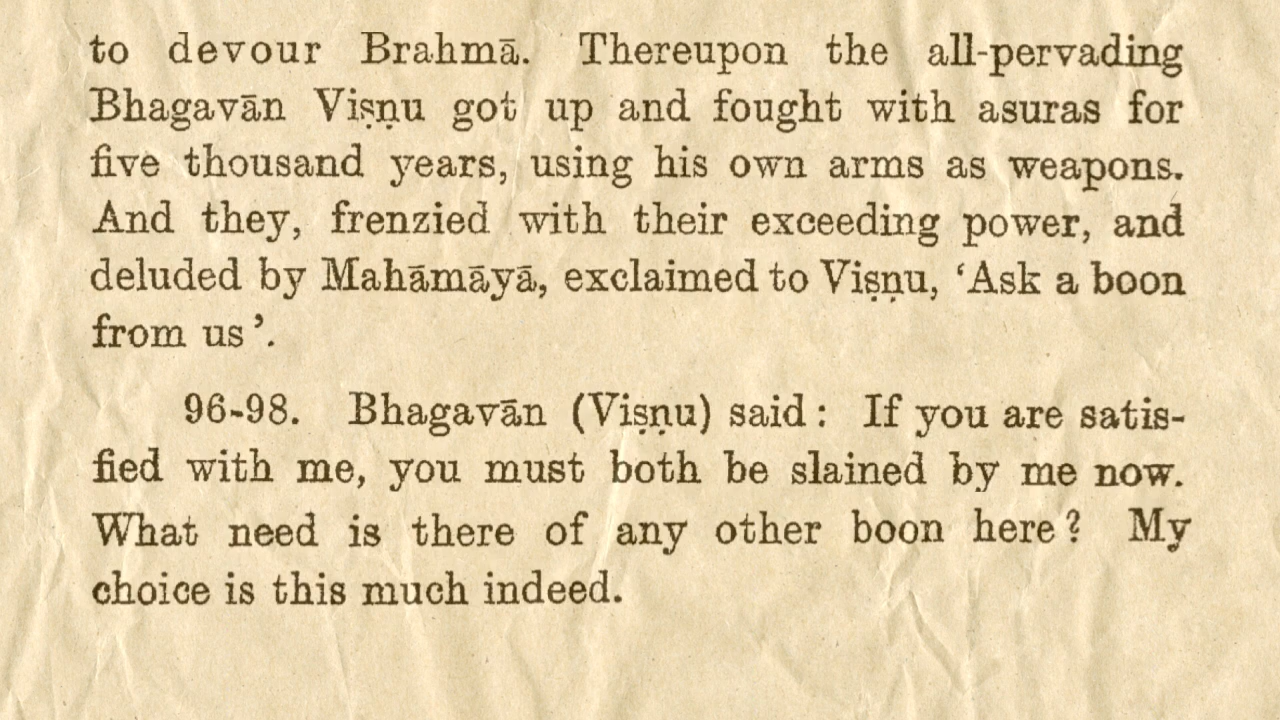 to devour Brahmā. Thereupon the all-pervading
Bhagavān Viṣṇu got up and fought with asuras for
five thousand years, using his own arms as weapons.
And they, frenzied with their exceeding power, and
deluded by Mahāmāyā, exclaimed to Viṣṇu, ‘Ask a boon
from us’.
96-98. Bhagavān (Viṣṇu) said: If you are satis-
fied with me, you must both be slained by me now.
What need is there of any other boon here? My
choice is this much indeed.